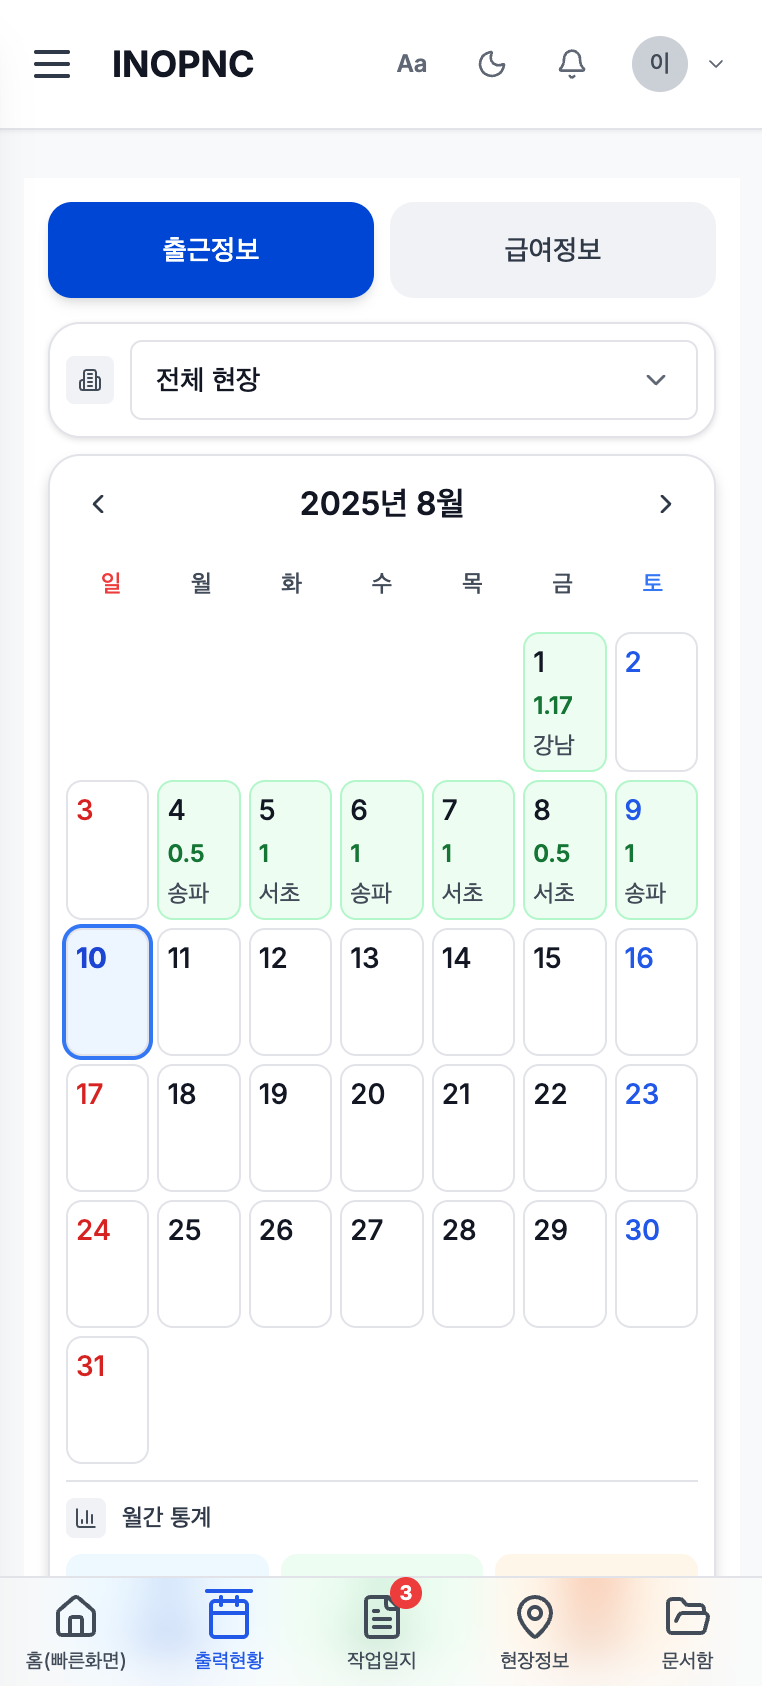 INOPNC
Aa
이
출근정보 급여정보
전체 현장
2025년 8월
일 월 화 수 목 금 토
1 2
1.17
강남
3 4 5 6 7 8 9
0.5 1 1 1 0.5 1
송파 서초 송파 서초 서초 송파
10 11 12 13 14 15 16
17 18 19 20 21 22 23
24 25 26 27 28 29 30
31
월간 통계
3
홈(빠른화면) 출력현황 작업일지 현장정보 문서함